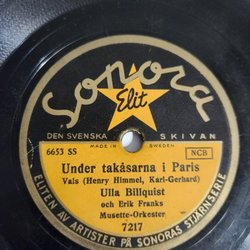 Sonora
Elit
DEN SVENSKA SKIVAN
MADE IN SWEDEN
6653 SS NCB
Under takåsarna i Paris
Vals (Henry Himmel, Karl-Gerhard)
Ulla Billquist
och Erik Franks
Musette-Orkester
7217
ELITEN AV ARTISTER PÅ SONORAS STJÄRNSERIE